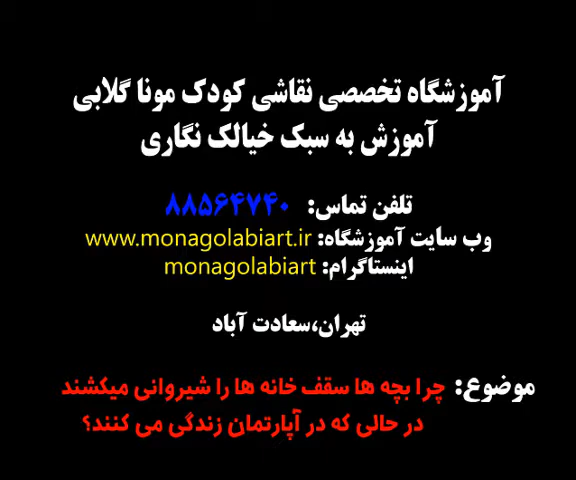 آموزشگاه تخصصی نقاشی کودک مونا گلابی
آموزش به سبک خیالک نگاری
تلفن تماس: ۸۸۵۶۴۷۴۰
وب سایت آموزشگاه: www.monagolabiart.ir
اینستاگرام: monagolabiart
تهران،سعادت آباد
موضوع: چرا بچه ها سقف خانه ها را شیروانی میکشند
در حالی که در آپارتمان زندگی می کنند؟